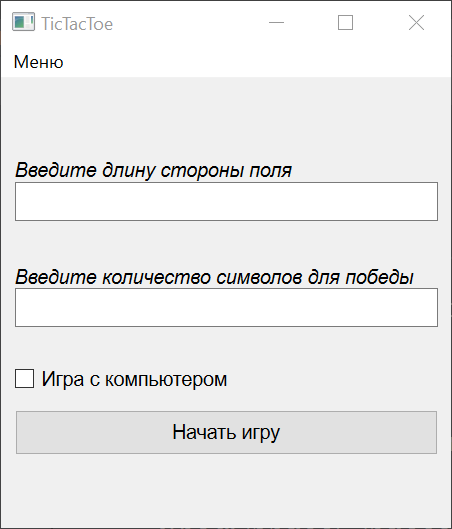 TicTacToe
Меню
Введите длину стороны поля
Введите количество символов для победы
Игра с компьютером
Начать игру